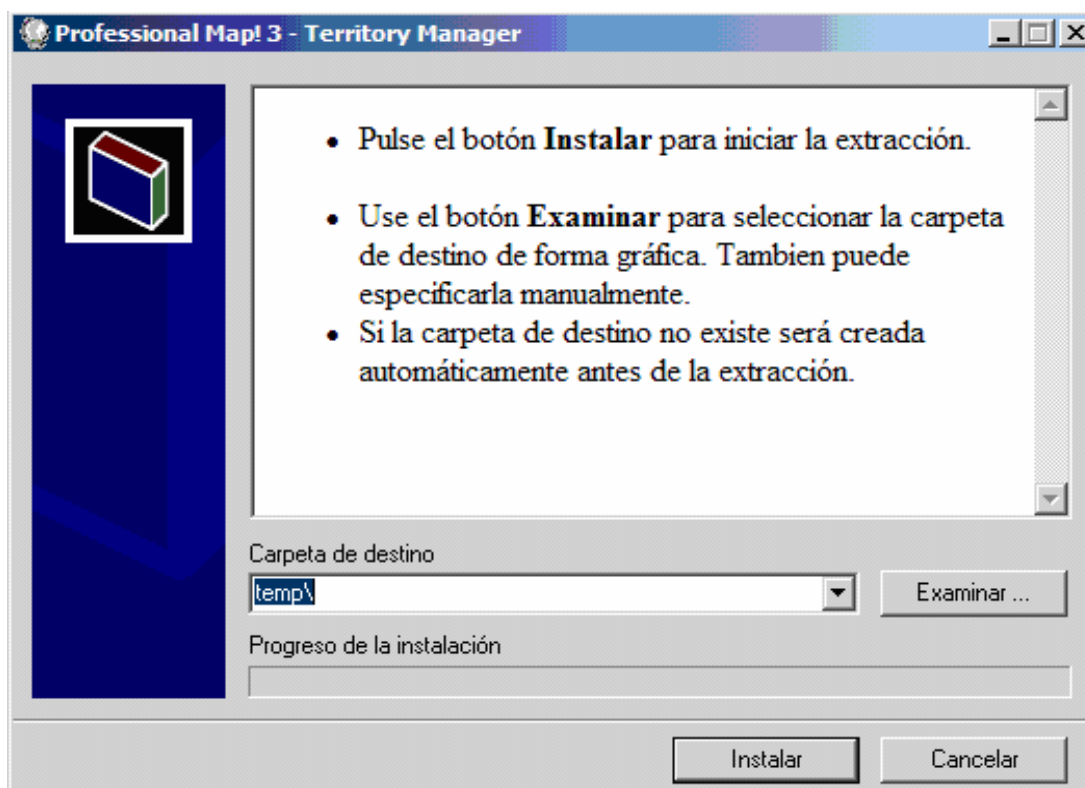 Professional Map! 3 - Territory Manager
• Pulse el botón Instalar para iniciar la extracción.
• Use el botón Examinar para seleccionar la carpeta
de destino de forma gráfica. Tambien puede
especificarla manualmente.
• Si la carpeta de destino no existe será creada
automáticamente antes de la extracción.
Carpeta de destino
temp\
Examinar ...
Progreso de la instalación
Instalar
Cancelar